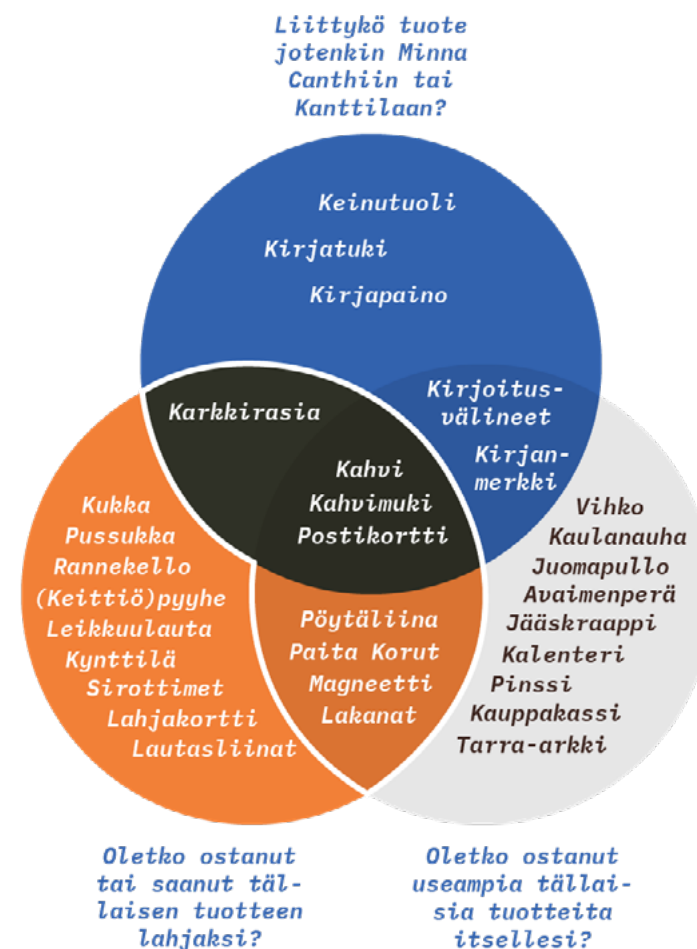 Liittykö tuote
jotenkin Minna
Canthiin tai
Kanttilaan?
Keinutuoli
Kirjatuki
Kirjapaino
Karkkirasia
Kirjoitus-
välineet
Kirjan-
merkki
Kahvi
Kahvimuki
Postikortti
Kukka
Pussukka
Rannekello
(Keittiö)pyyhe
Leikkuulauta
Kynttilä
Sirottimet
Lahjakortti
Lautasliinat
Pöytäliina
Paita Korut
Magneetti
Lakanat
Vihko
Kaulanauha
Juomapullo
Avaimenperä
Jääskraappi
Kalenteri
Pinssi
Kauppakassi
Tarra-arkki
Oletko ostanut
tai saanut täl-
laisen tuotteen
lahjaksi?
Oletko ostanut
useampia tällai-
sia tuotteita
itsellesi?